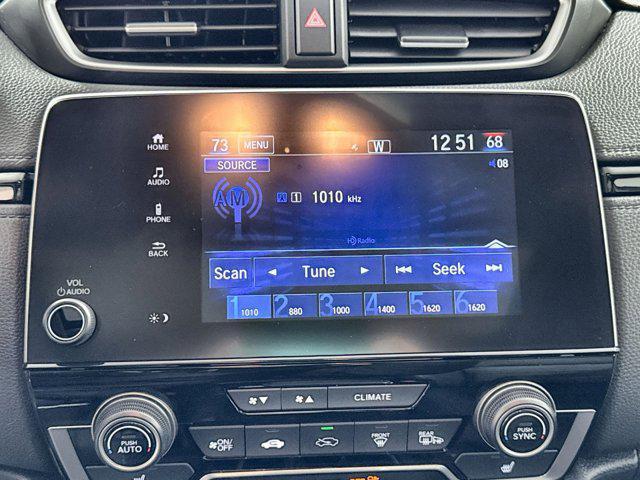 HOME
AUDIO
PHONE
BACK
VOL
AUDIO
73 MENU W 12 51 68
SOURCE 08
AM 1 1010 kHz
HD Radio
Scan Tune Seek
1 1010 2 880 3 1000 4 1400 5 1620 6 1620
CLIMATE
ON/
OFF
FRONT
REAR
PUSH
AUTO
PUSH
SYNC